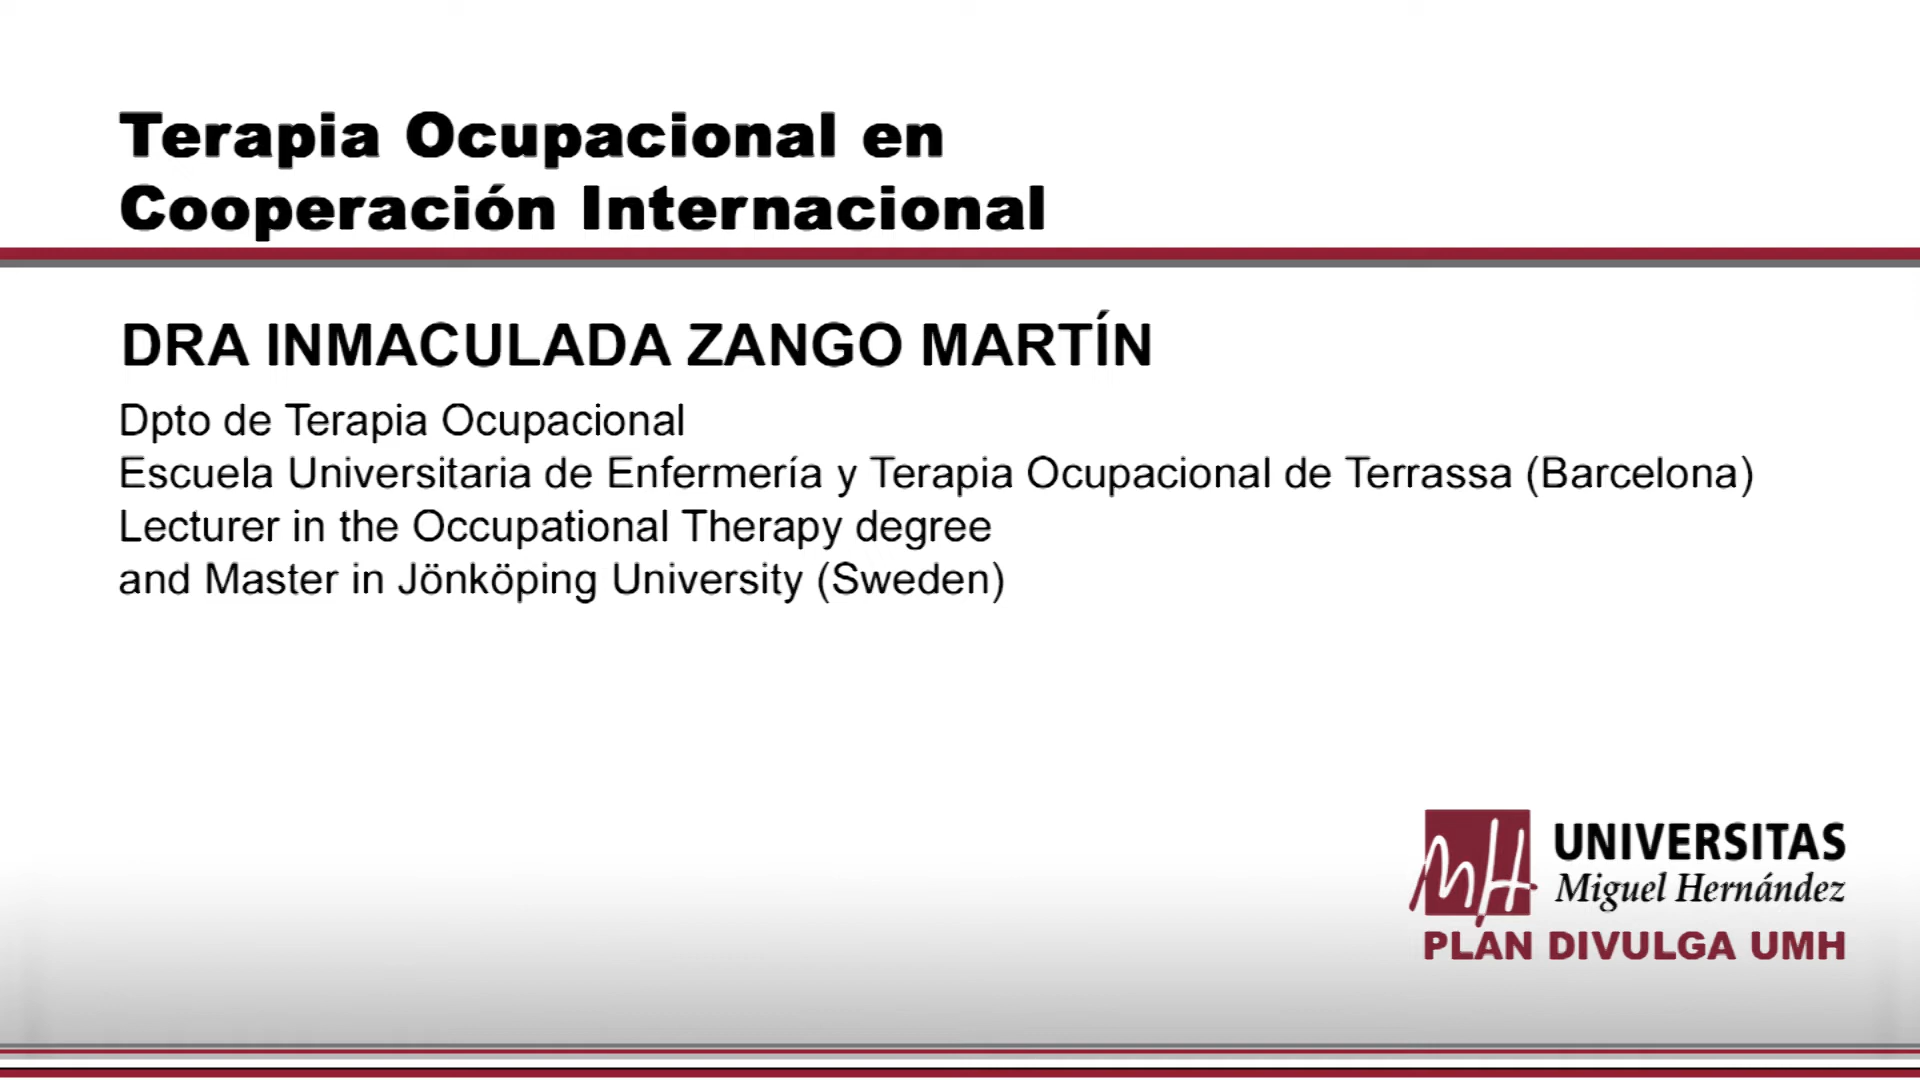 Terapia Ocupacional en
Cooperación Internacional
DRA INMACULADA ZANGO MARTÍN
Dpto de Terapia Ocupacional
Escuela Universitaria de Enfermería y Terapia Ocupacional de Terrassa (Barcelona)
Lecturer in the Occupational Therapy degree
and Master in Jönköping University (Sweden)
MH
UNIVERSITAS
Miguel Hernández
PLAN DIVULGA UMH